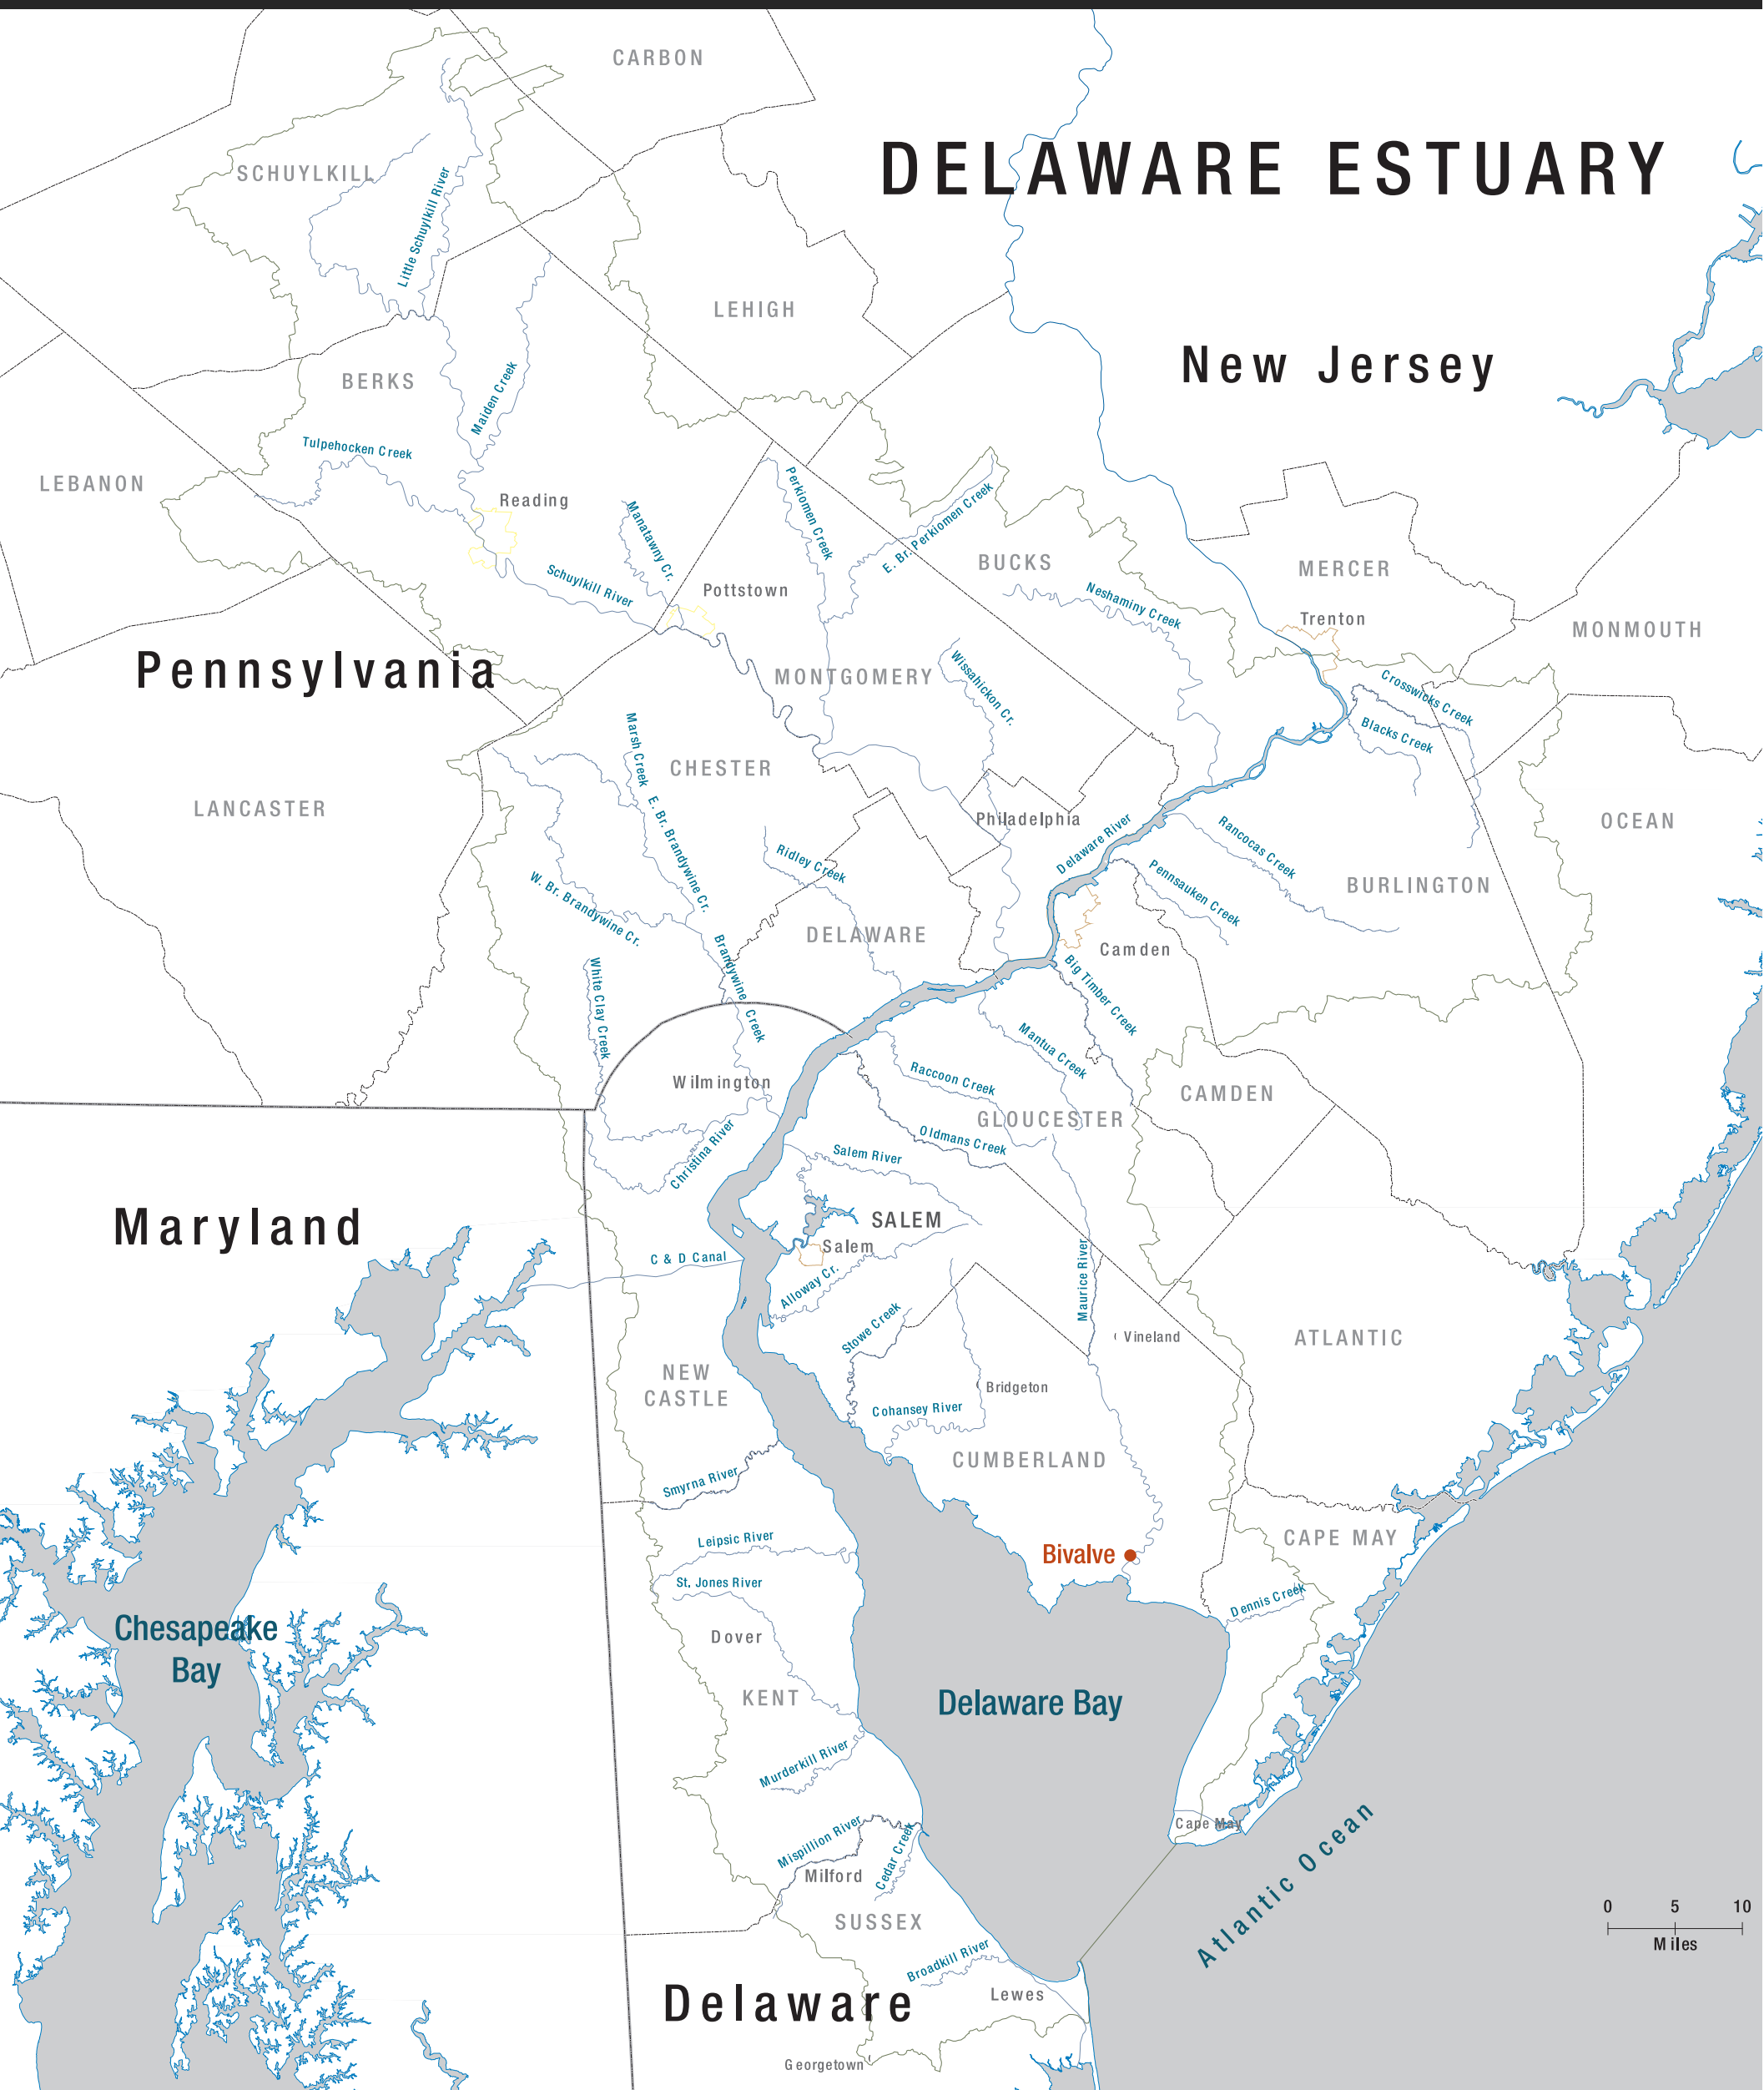 CARBON
DELAWARE ESTUARY
SCHUYLKILL
Little Schuylkill River
LEHIGH
New Jersey
BERKS
Maiden Creek
Tulpehocken Creek
LEBANON
Reading
Perkiomen Creek
E. Br. Perkiomen Creek
Manatawny Cr.
BUCKS
MERCER
Schuylkill River
Pottstown
Neshaminy Creek
Trenton
MONMOUTH
Pennsylvania
MONTGOMERY
Wissahickon Cr.
Crosswicks Creek
Blacks Creek
Marsh Creek
CHESTER
LANCASTER
E. Br. Brandywine Cr.
Philadelphia
Delaware River
Rancocas Creek
OCEAN
Ridley Creek
Pennsauken Creek
BURLINGTON
W. Br. Brandywine Cr.
DELAWARE
Camden
Brandywine Creek
White Clay Creek
Big Timber Creek
Mantua Creek
Wilmington
Raccoon Creek
CAMDEN
GLOUCESTER
Oldmans Creek
Christina River
Salem River
Maryland
SALEM
Salem
C & D Canal
Alloway Cr.
Maurice River
Stowe Creek
Vineland
ATLANTIC
NEW
CASTLE
Bridgeton
Cohansey River
CUMBERLAND
Smyrna River
Leipsic River
CAPE MAY
Bivalve
St. Jones River
Dennis Creek
Chesapeake
Bay
Dover
KENT
Delaware Bay
Murderkill River
Cape May
Mispillion River
Cedar Creek
Milford
Atlantic Ocean
SUSSEX
0 5 10
Miles
Broadkill River
Lewes
Delaware
Georgetown